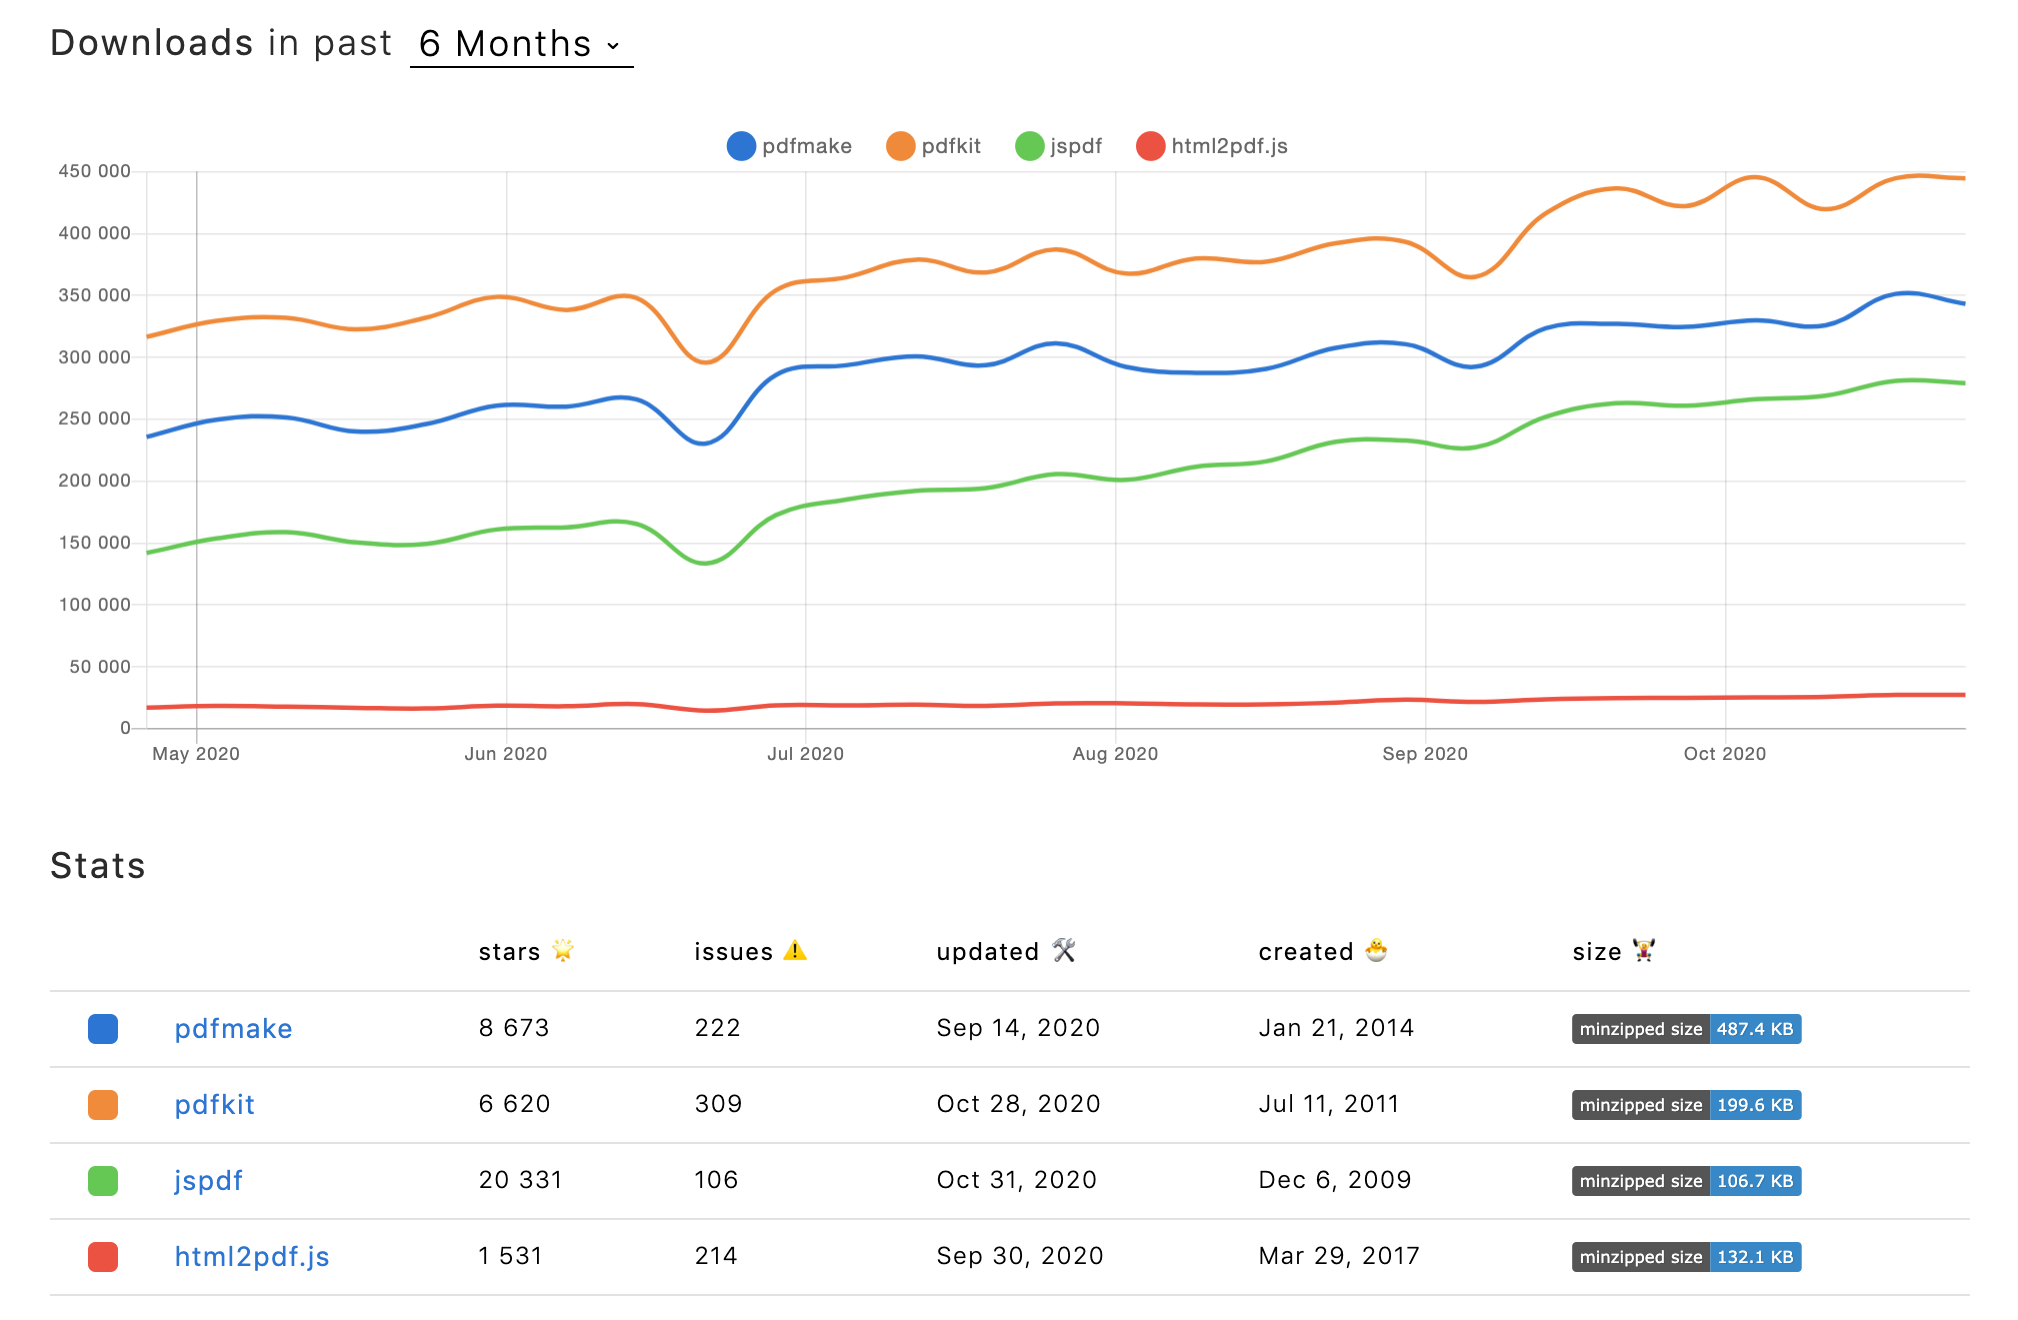 Downloads in past 6 Months
pdfmake pdfkit jspdf html2pdf.js
450 000
400 000
350 000
300 000
250 000
200 000
150 000
100 000
50 000
0
May 2020 Jun 2020 Jul 2020 Aug 2020 Sep 2020 Oct 2020
Stats
stars issues updated created size
pdfmake 8 673 222 Sep 14, 2020 Jan 21, 2014 minzipped size 487.4 KB
pdfkit 6 620 309 Oct 28, 2020 Jul 11, 2011 minzipped size 199.6 KB
jspdf 20 331 106 Oct 31, 2020 Dec 6, 2009 minzipped size 106.7 KB
html2pdf.js 1 531 214 Sep 30, 2020 Mar 29, 2017 minzipped size 132.1 KB